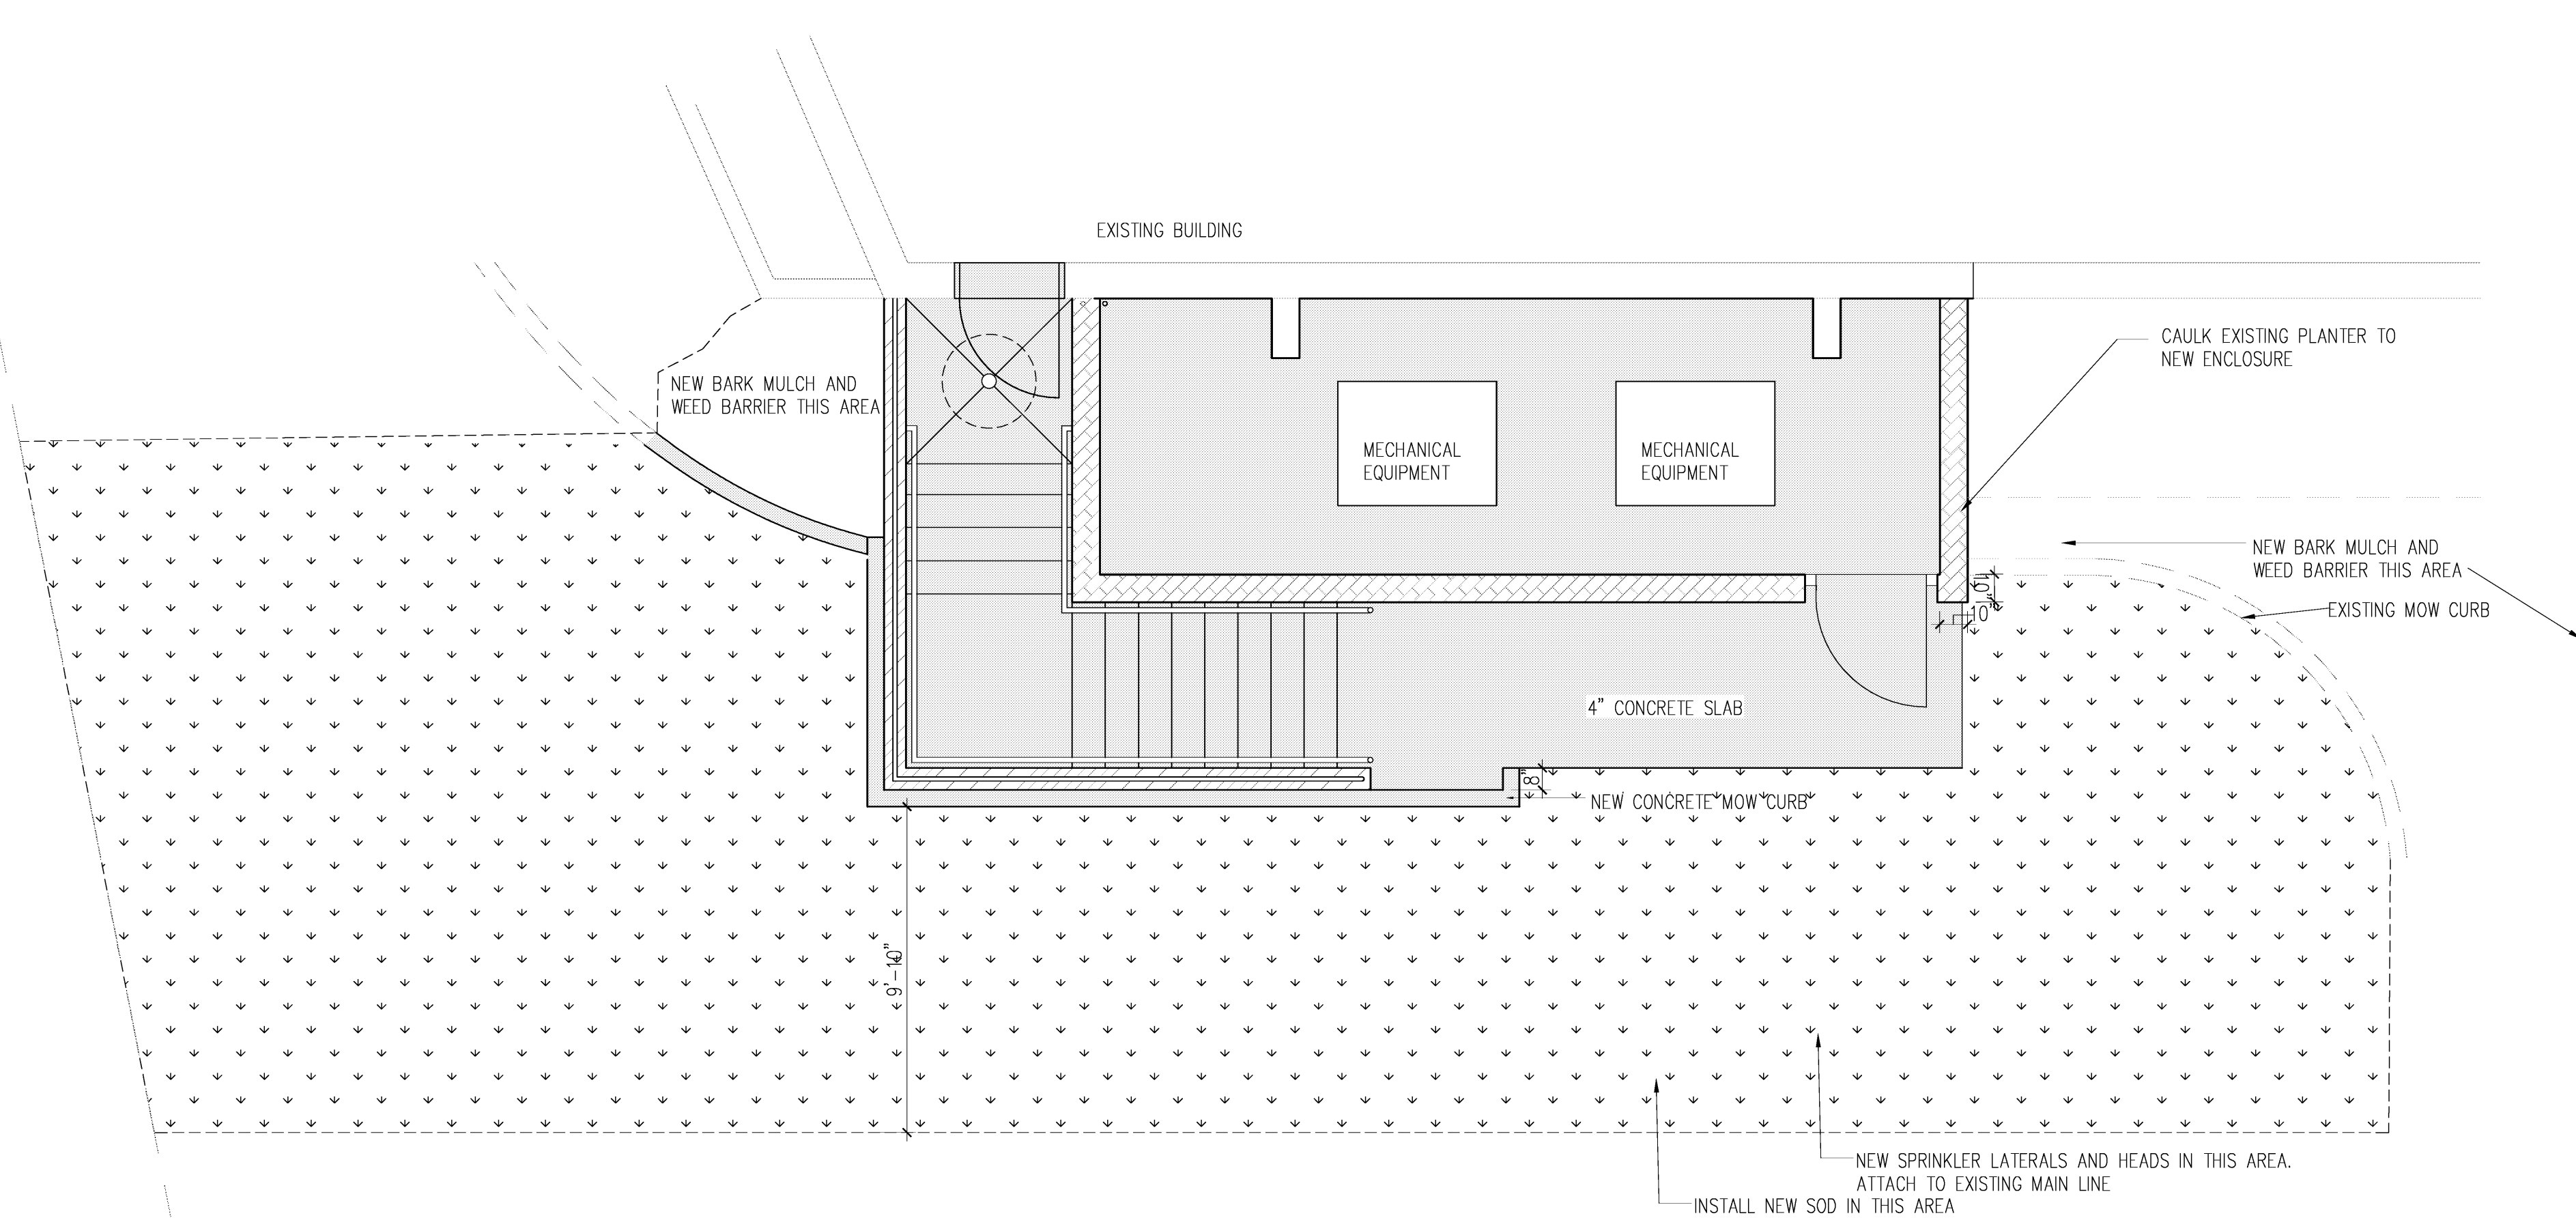 EXISTING BUILDING
CAULK EXISTING PLANTER TO
NEW ENCLOSURE
NEW BARK MULCH AND
WEED BARRIER THIS AREA
MECHANICAL
EQUIPMENT
MECHANICAL
EQUIPMENT
NEW BARK MULCH AND
WEED BARRIER THIS AREA
10"
10"
EXISTING MOW CURB
4" CONCRETE SLAB
8"
NEW CONCRETE MOW CURB
9'-10"
NEW SPRINKLER LATERALS AND HEADS IN THIS AREA.
ATTACH TO EXISTING MAIN LINE
INSTALL NEW SOD IN THIS AREA